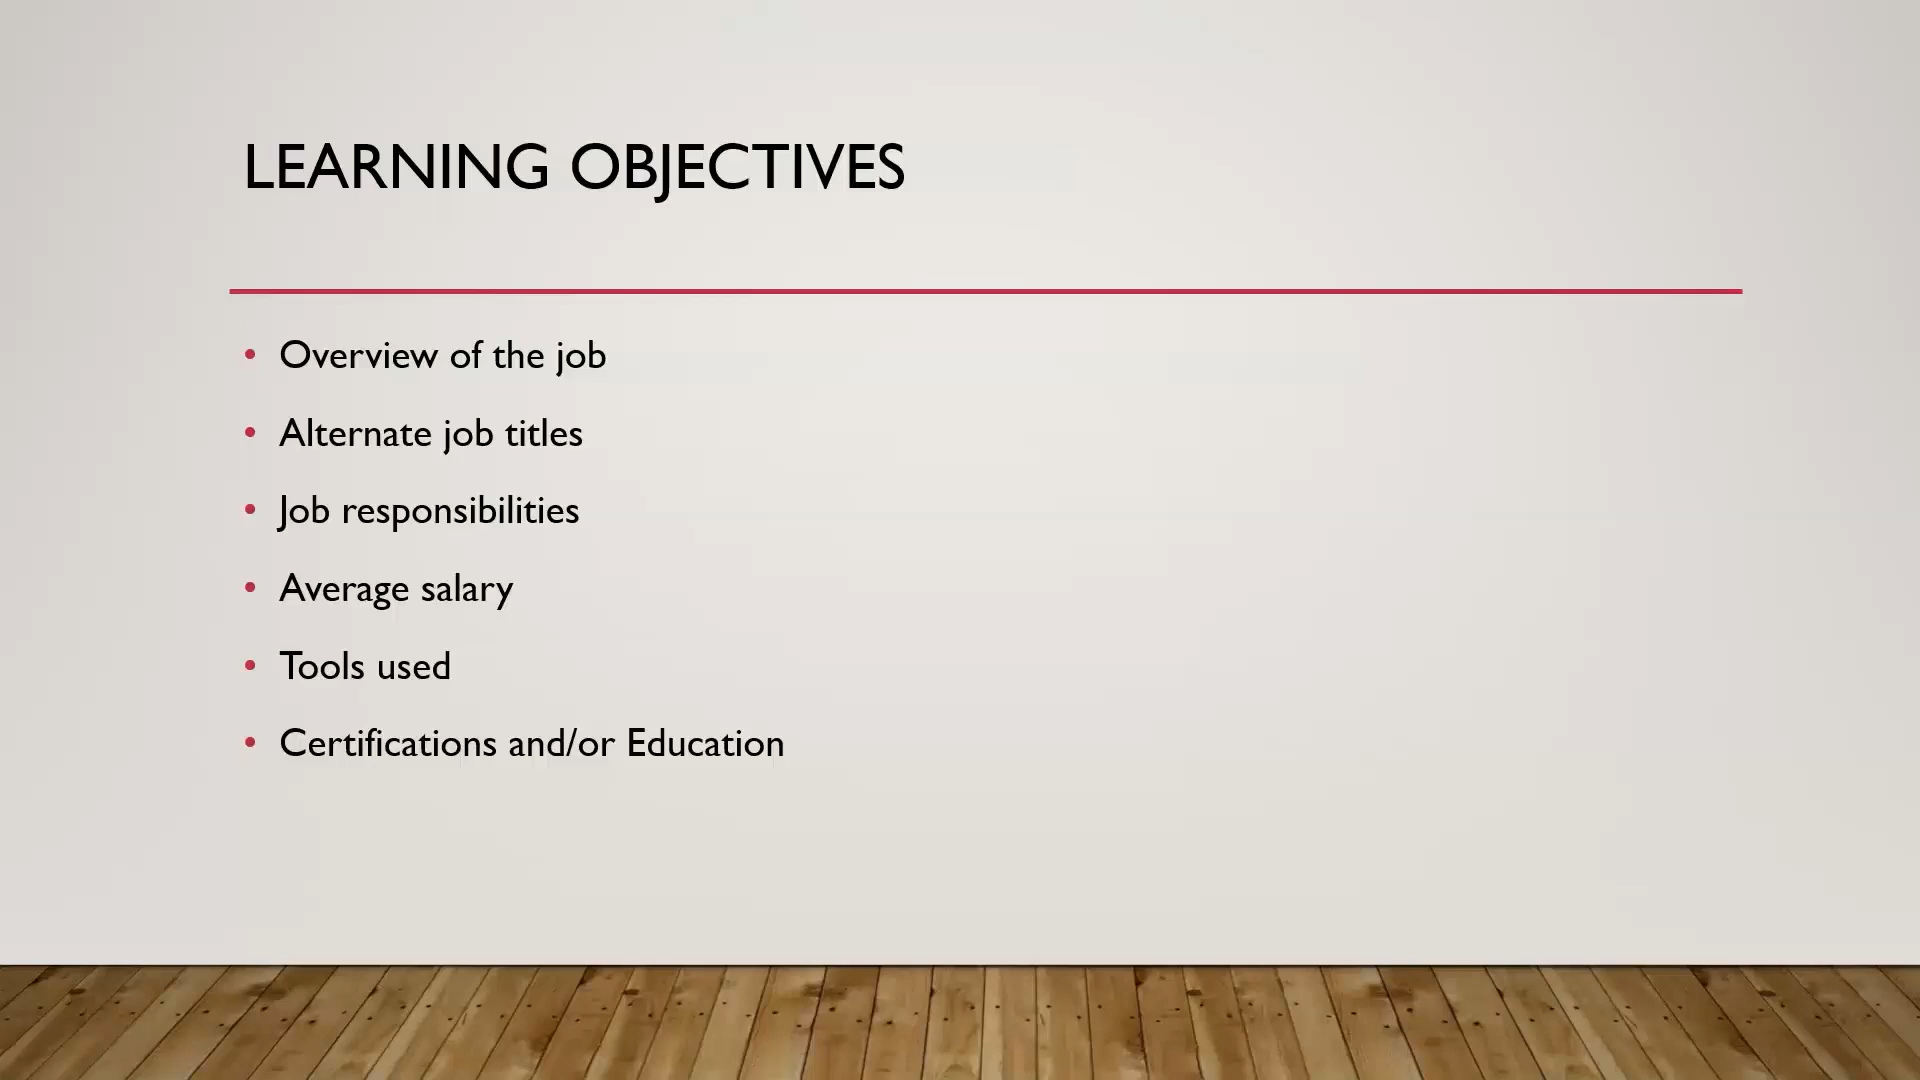 LEARNING OBJECTIVES
• Overview of the job
• Alternate job titles
• Job responsibilities
• Average salary
• Tools used
• Certifications and/or Education